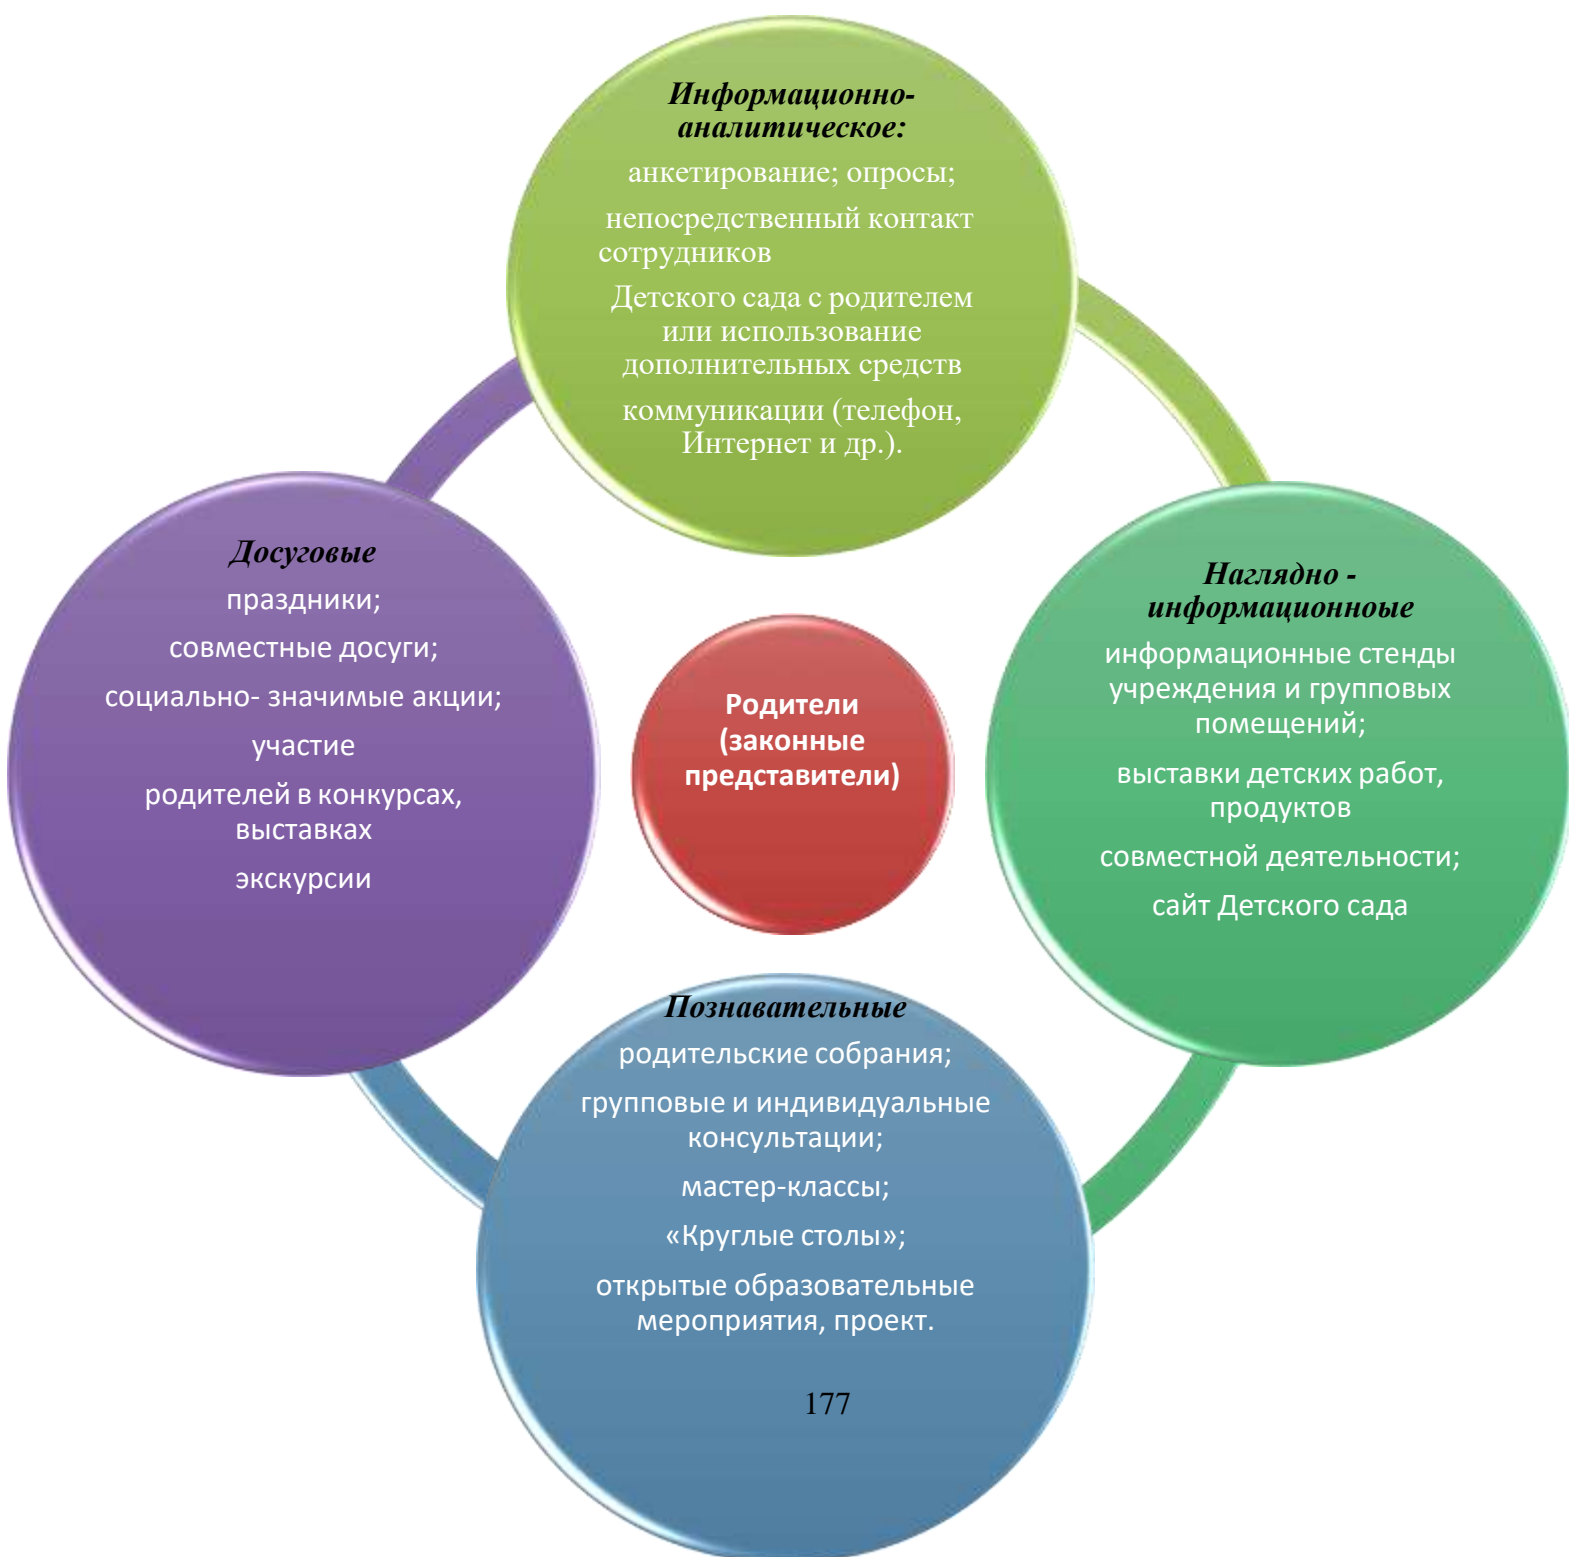 Информационно-
аналитическое:
анкетирование; опросы;
непосредственный контакт
сотрудников
Детского сада с родителем
или использование
дополнительных средств
коммуникации (телефон,
Интернет и др.).
Наглядно -
информационноые
информационные стенды
учреждения и групповых
помещений;
выставки детских работ,
продуктов
совместной деятельности;
сайт Детского сада
Познавательные
родительские собрания;
групповые и индивидуальные
консультации;
мастер-классы;
«Круглые столы»;
открытые образовательные
мероприятия, проект.
177
Досуговые
праздники;
совместные досуги;
социально- значимые акции;
участие
родителей в конкурсах,
выставках
экскурсии
Родители
(законные
представители)